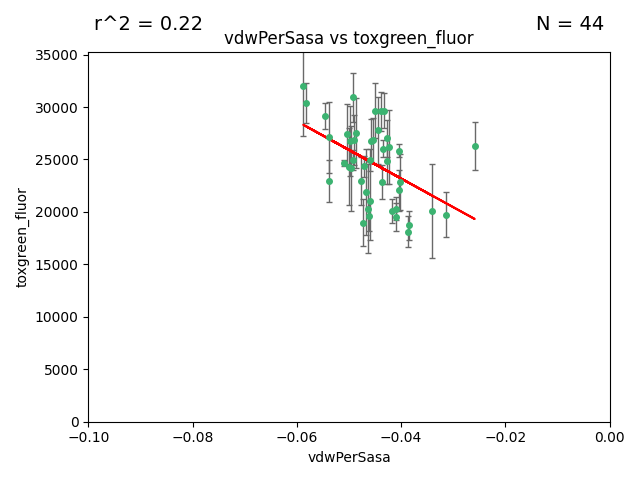 r^2 = 0.22
N = 44
vdwPerSasa vs toxgreen_fluor
35000
30000
25000
20000
15000
10000
5000
0
toxgreen_fluor
−0.10
−0.08
−0.06
−0.04
−0.02
0.00
vdwPerSasa